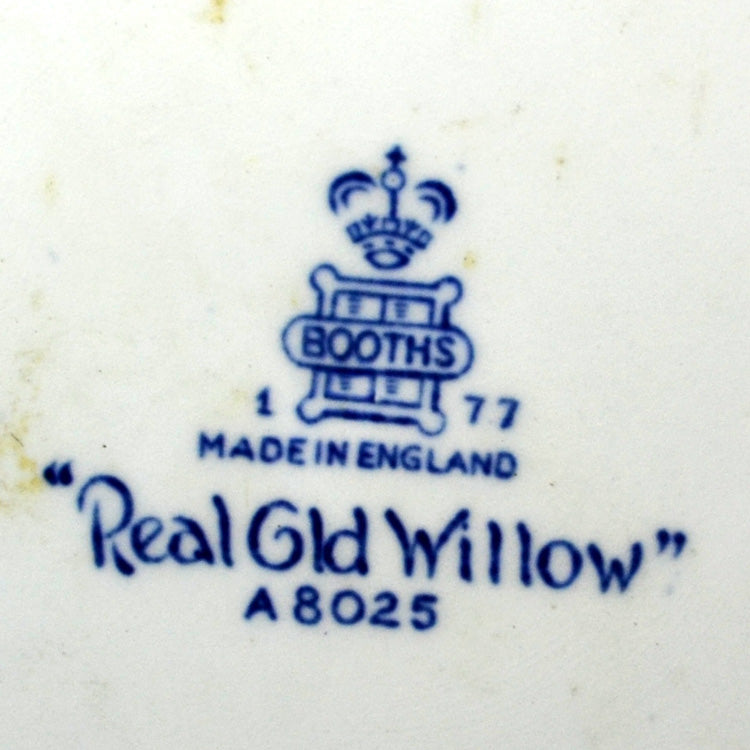 BOOTHS
1 77
MADE IN ENGLAND
“Real Old Willow”
A 8025